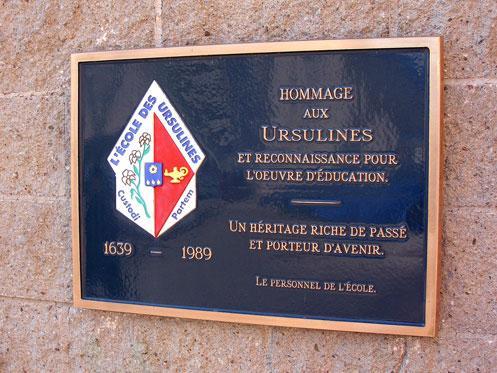 L'ÉCOLE DES URSULINES
Custodi Partem
1639 — 1989
HOMMAGE
AUX
URSULINES
ET RECONNAISSANCE POUR
L'OEUVRE D'ÉDUCATION.
UN HÉRITAGE RICHE DE PASSÉ
ET PORTEUR D'AVENIR.
LE PERSONNEL DE L'ÉCOLE.